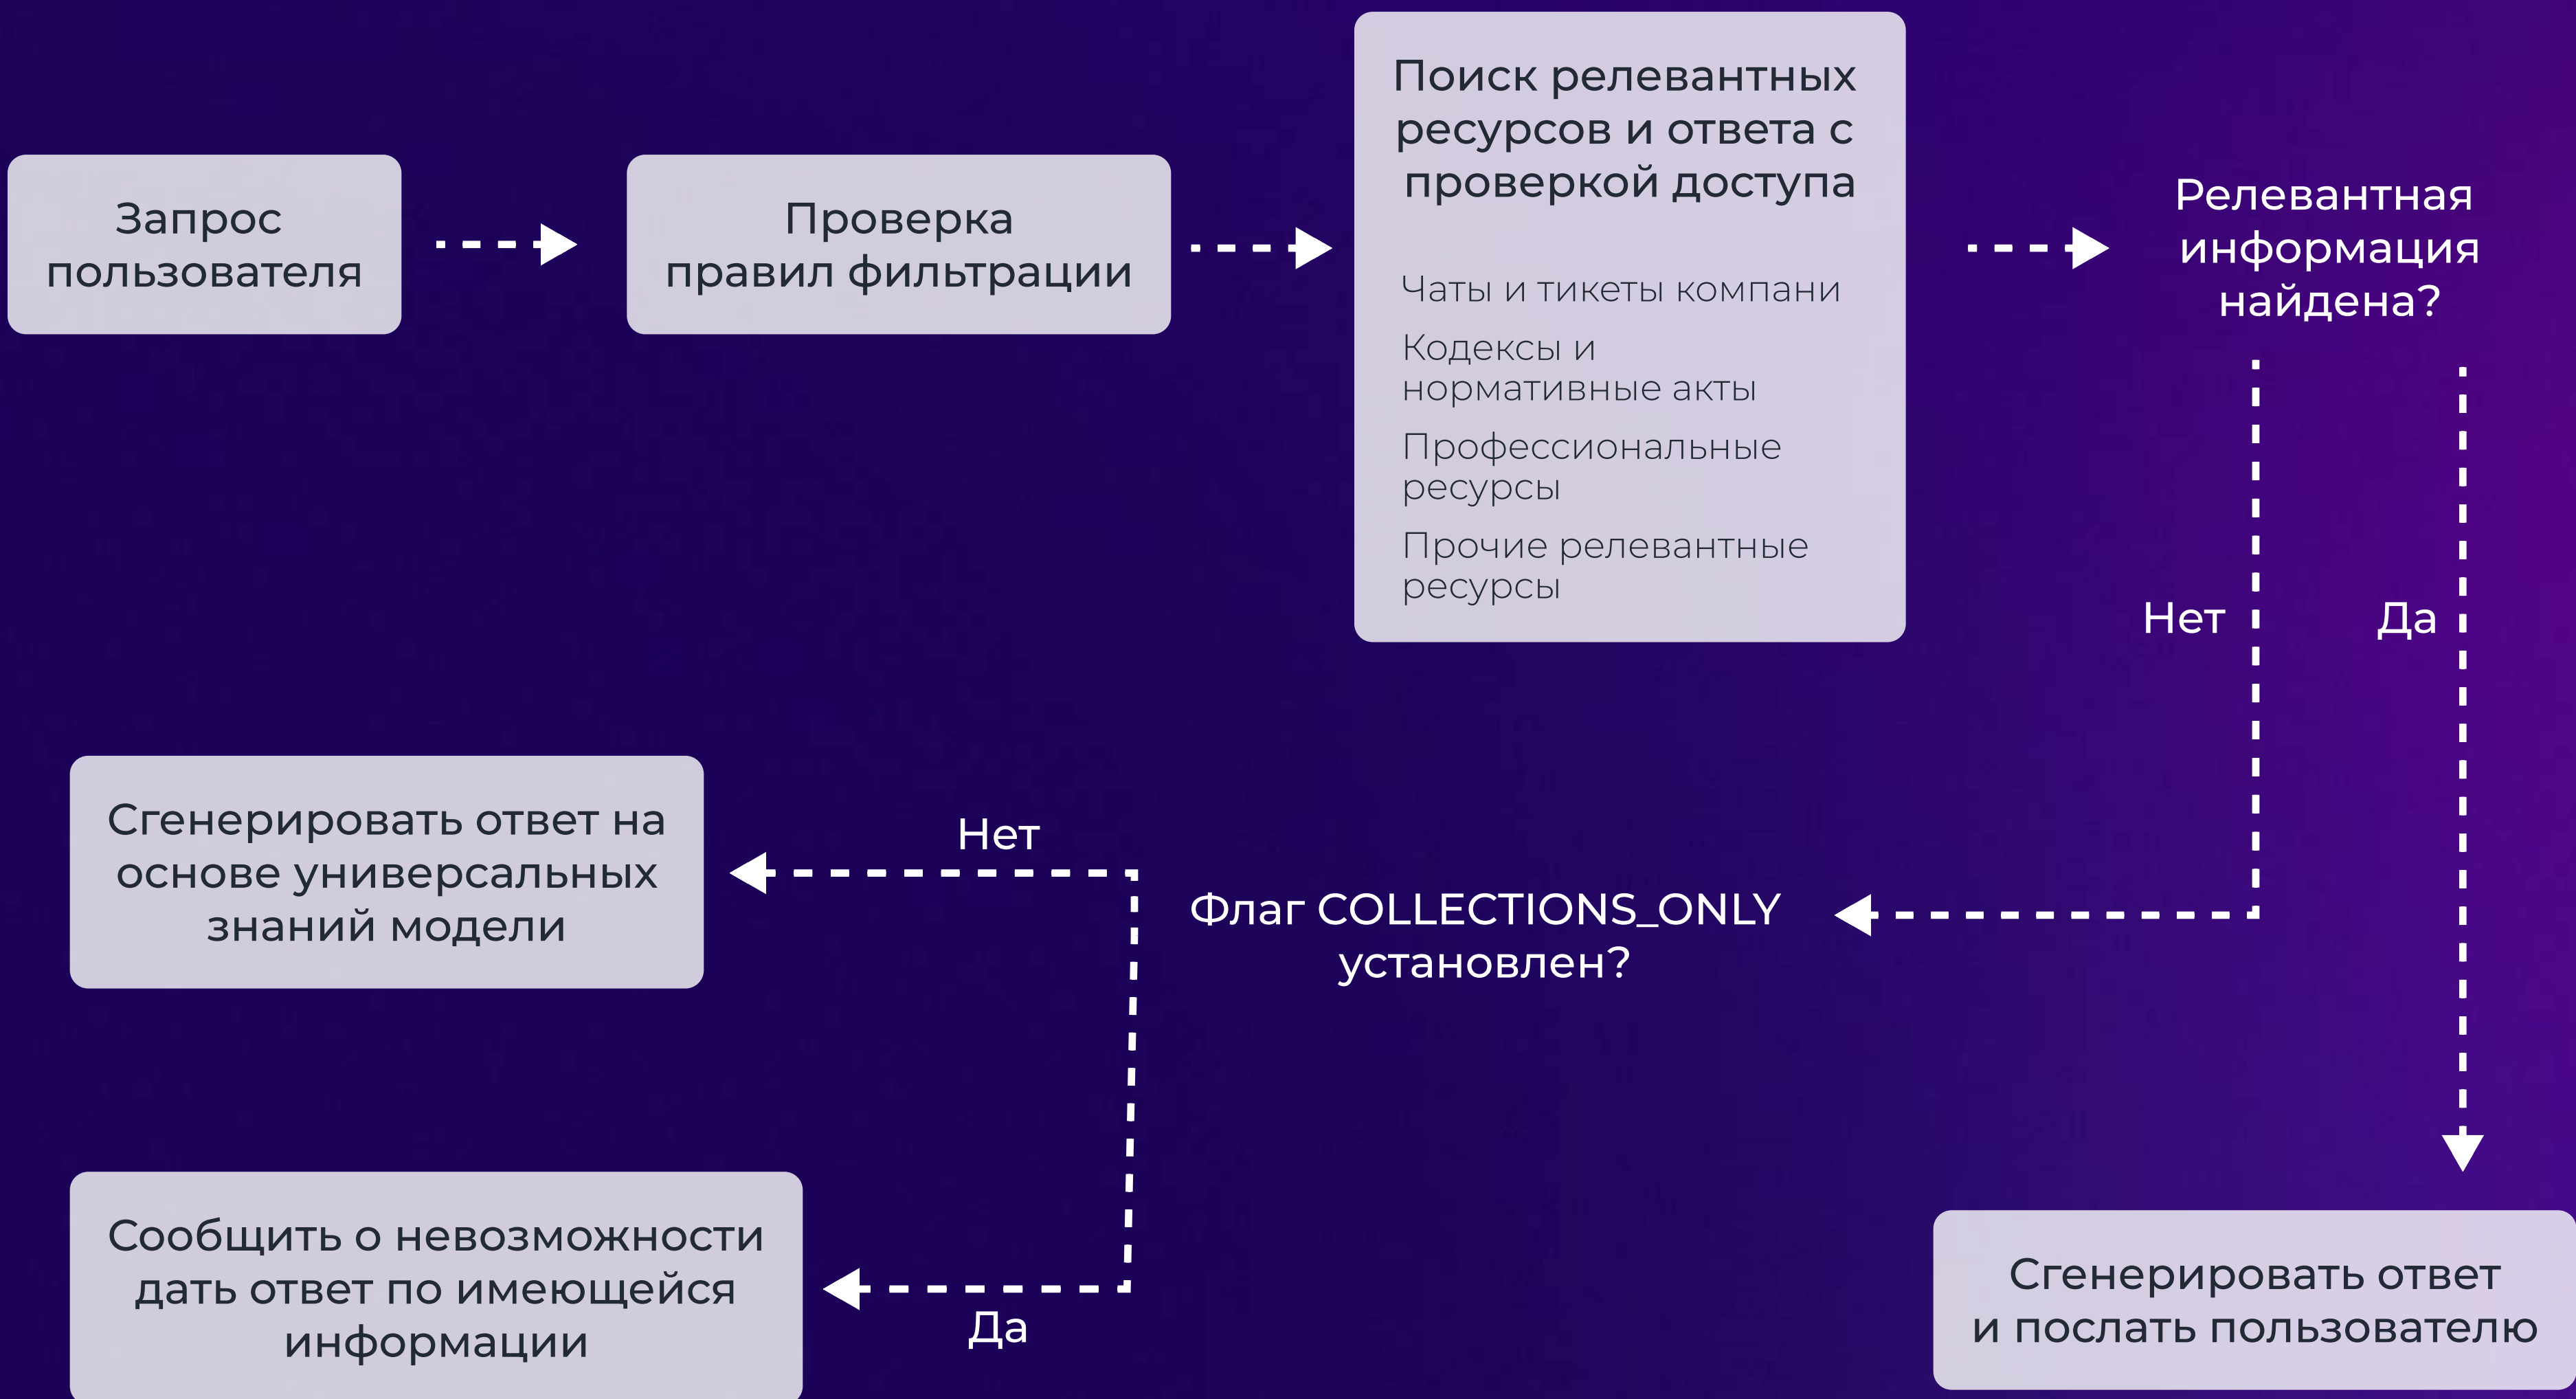 Запрос
пользователя
Проверка
правил фильтрации
Поиск релевантных
ресурсов и ответа с
проверкой доступа
Чаты и тикеты компани
Кодексы и
нормативные акты
Профессиональные
ресурсы
Прочие релевантные
ресурсы
Релевантная
информация
найдена?
Нет
Да
Флаг COLLECTIONS_ONLY
установлен?
Нет
Сгенерировать ответ на
основе универсальных
знаний модели
Да
Сообщить о невозможности
дать ответ по имеющейся
информации
Сгенерировать ответ
и послать пользователю